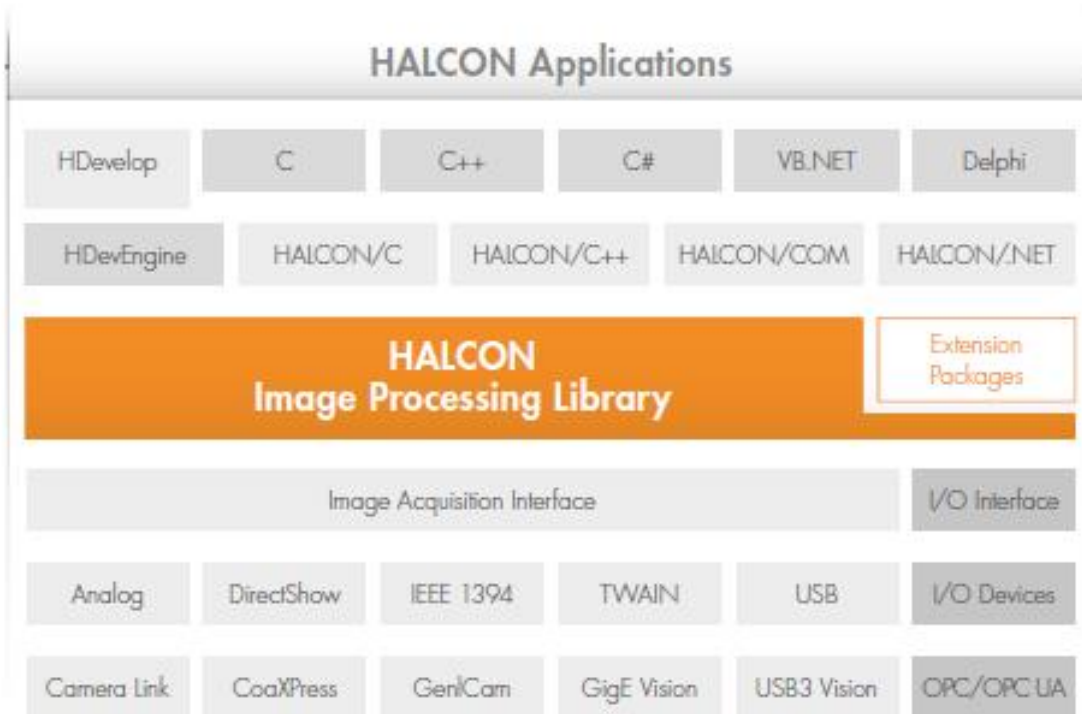 HALCON Applications
HDevelop C C++ C# VB.NET Delphi
HDevEngine HALCON/C HALCON/C++ HALCON/COM HALCON/.NET
HALCON
Image Processing Library
Extension
Packages
Image Acquisition Interface I/O Interface
Analog DirectShow IEEE 1394 TWAIN USB I/O Devices
Camera Link CoaXPress GenICam GigE Vision USB3 Vision OPC/OPC UA